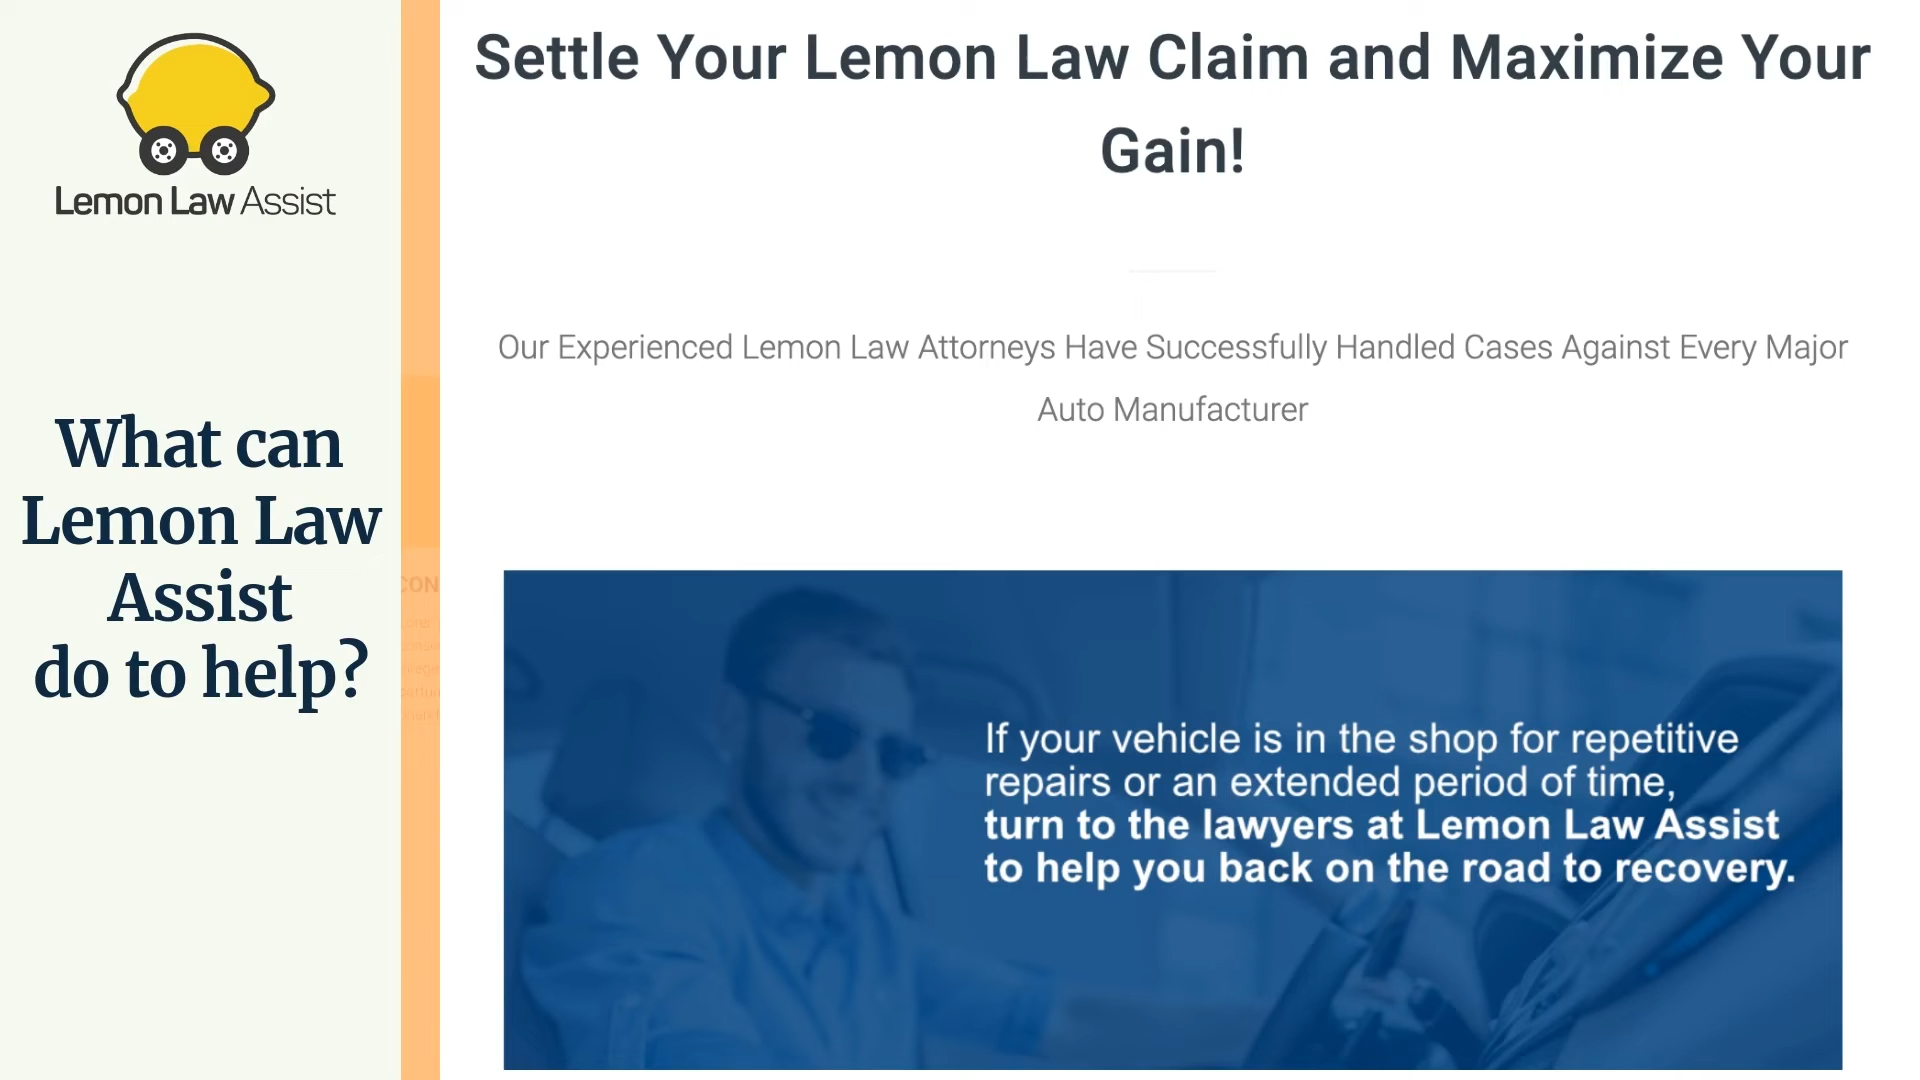 Lemon Law Assist
What can
Lemon Law
Assist
do to help?
Settle Your Lemon Law Claim and Maximize Your
Gain!
Our Experienced Lemon Law Attorneys Have Successfully Handled Cases Against Every Major
Auto Manufacturer
If your vehicle is in the shop for repetitive
repairs or an extended period of time,
turn to the lawyers at Lemon Law Assist
to help you back on the road to recovery.